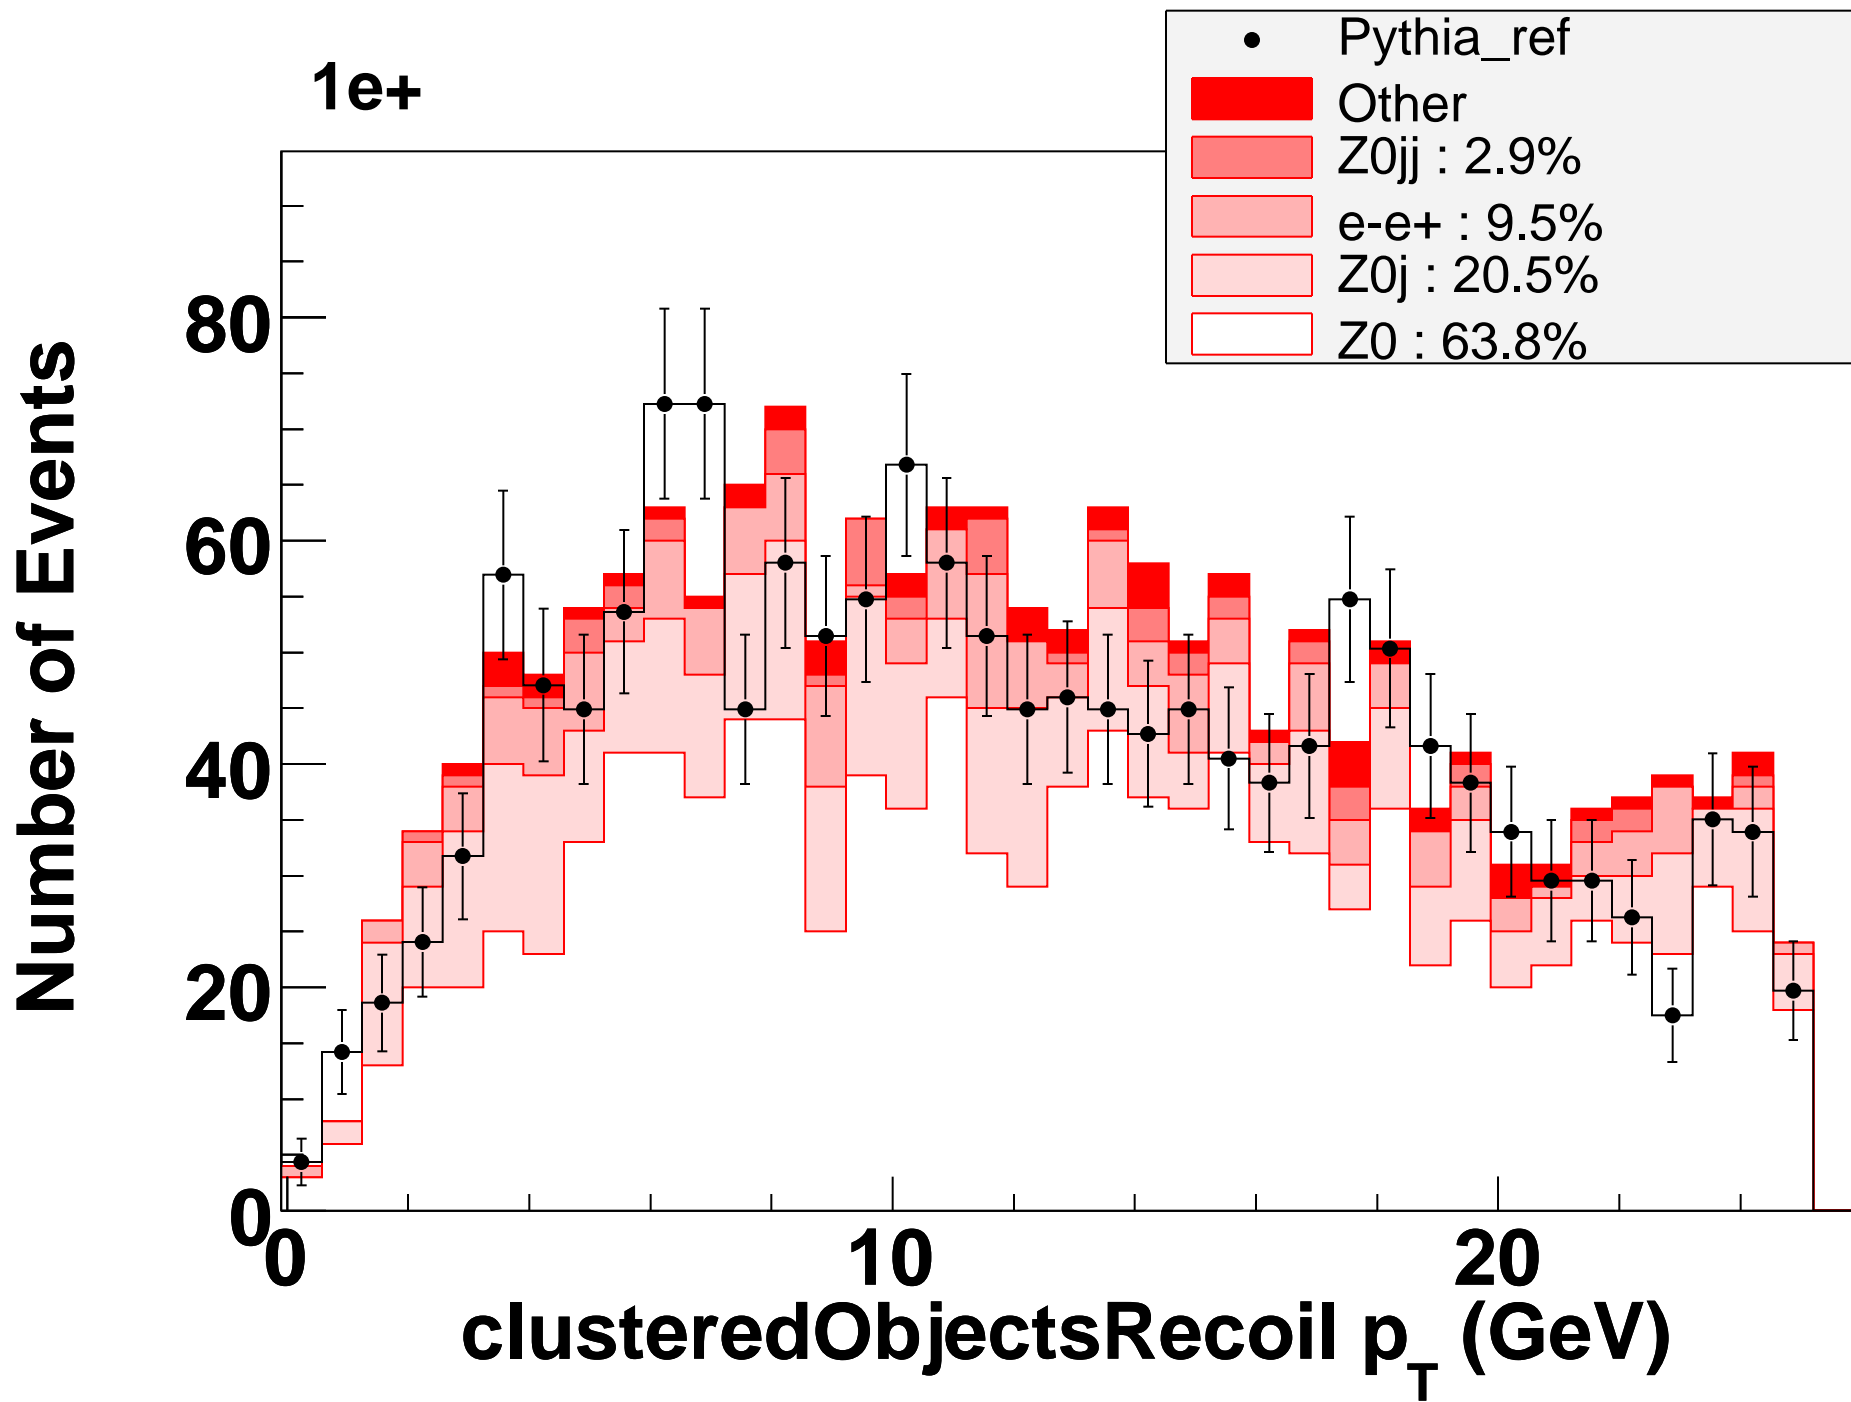 1e+
Pythia_ref
Other
Z0jj : 2.9%
e-e+ : 9.5%
Z0j : 20.5%
Z0 : 63.8%
Number of Events
80
60
40
20
0
0 10 20
clusteredObjectsRecoil p_T (GeV)